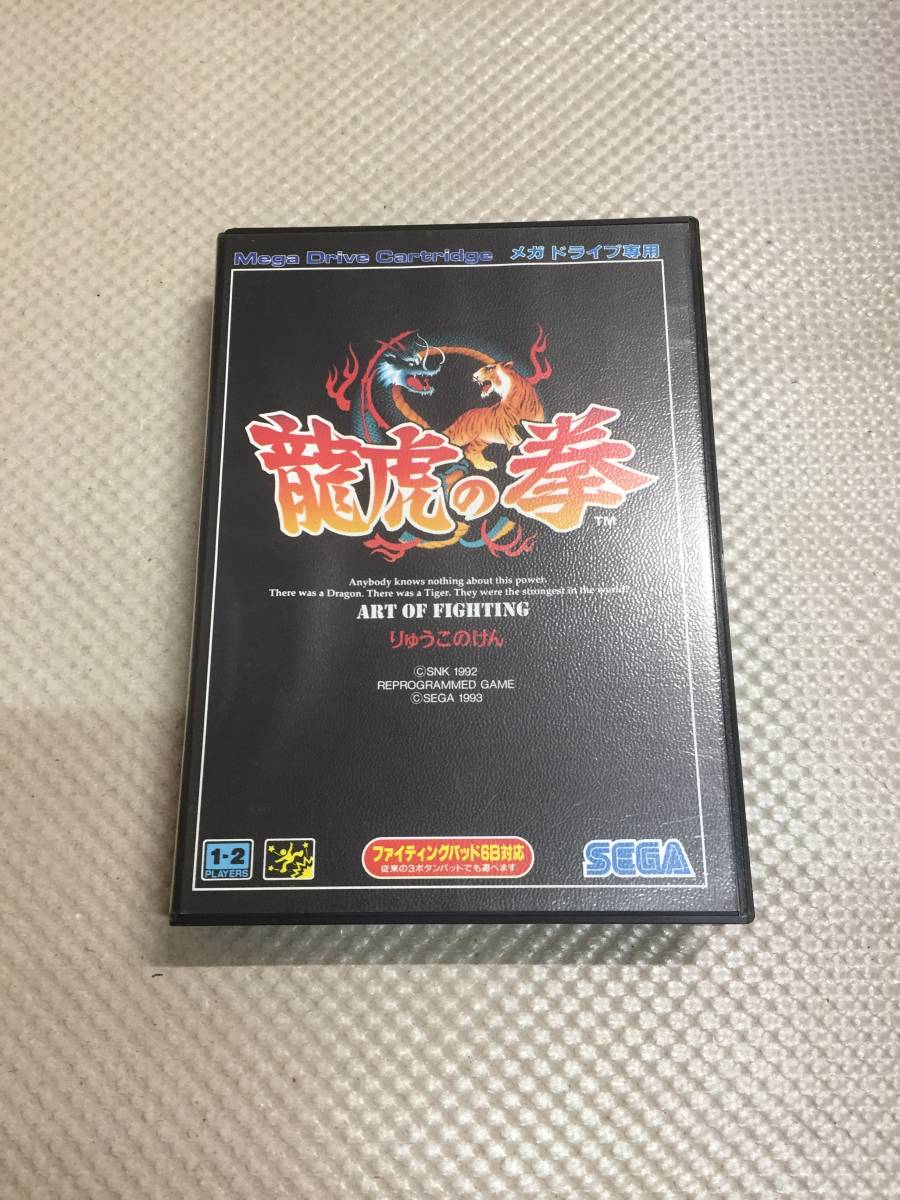 Mega Drive Cartridge メガドライブ専用
龍虎の拳
TM
Anybody knows nothing about this power.
There was a Dragon. There was a Tiger. They were the strongest in the world?
ART OF FIGHTING
りゅうこのけん
©SNK 1992
REPROGRAMMED GAME
©SEGA 1993
1-2
PLAYERS
ファイティングパッド6B対応
従来の3ボタンパットでも遊べます
SEGA